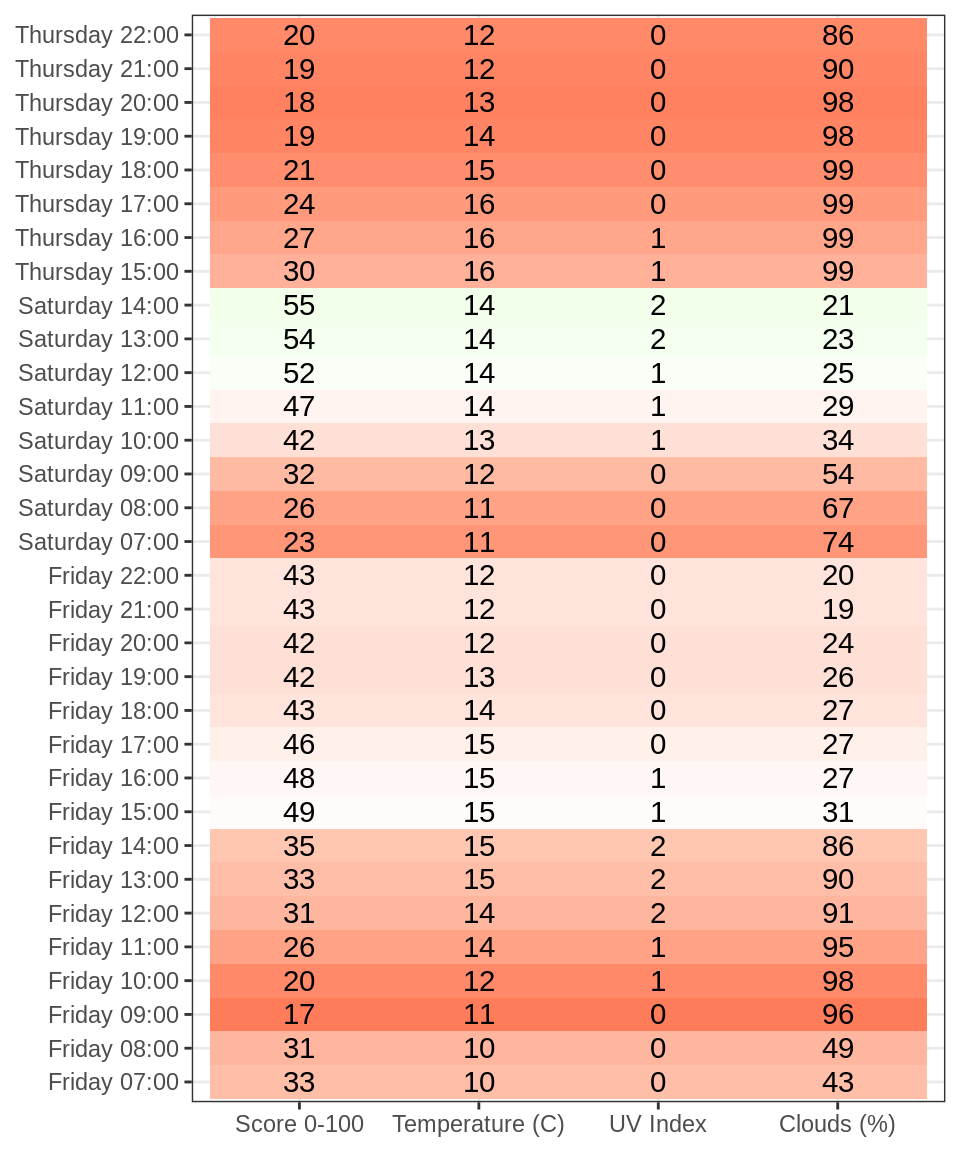 Thursday 22:00 20 12 0 86
Thursday 21:00 19 12 0 90
Thursday 20:00 18 13 0 98
Thursday 19:00 19 14 0 98
Thursday 18:00 21 15 0 99
Thursday 17:00 24 16 0 99
Thursday 16:00 27 16 1 99
Thursday 15:00 30 16 1 99
Saturday 14:00 55 14 2 21
Saturday 13:00 54 14 2 23
Saturday 12:00 52 14 1 25
Saturday 11:00 47 14 1 29
Saturday 10:00 42 13 1 34
Saturday 09:00 32 12 0 54
Saturday 08:00 26 11 0 67
Saturday 07:00 23 11 0 74
Friday 22:00 43 12 0 20
Friday 21:00 43 12 0 19
Friday 20:00 42 12 0 24
Friday 19:00 42 13 0 26
Friday 18:00 43 14 0 27
Friday 17:00 46 15 0 27
Friday 16:00 48 15 1 27
Friday 15:00 49 15 1 31
Friday 14:00 35 15 2 86
Friday 13:00 33 15 2 90
Friday 12:00 31 14 2 91
Friday 11:00 26 14 1 95
Friday 10:00 20 12 1 98
Friday 09:00 17 11 0 96
Friday 08:00 31 10 0 49
Friday 07:00 33 10 0 43
Score 0-100 Temperature (C) UV Index Clouds (%)